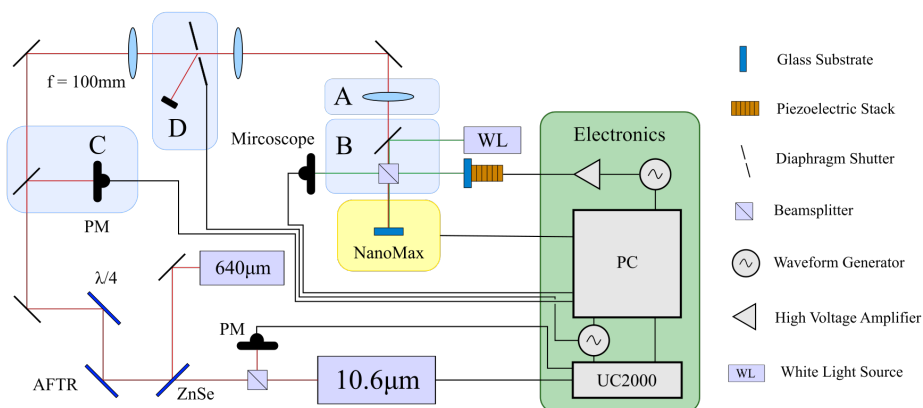 f = 100mm
D
A
B
WL
Mircoscope
Electronics
C
PM
NanoMax
PC
640μm
λ/4
PM
AFTR
ZnSe
10.6μm
UC2000
Glass Substrate
Piezoelectric Stack
Diaphragm Shutter
Beamsplitter
Waveform Generator
High Voltage Amplifier
WL
White Light Source